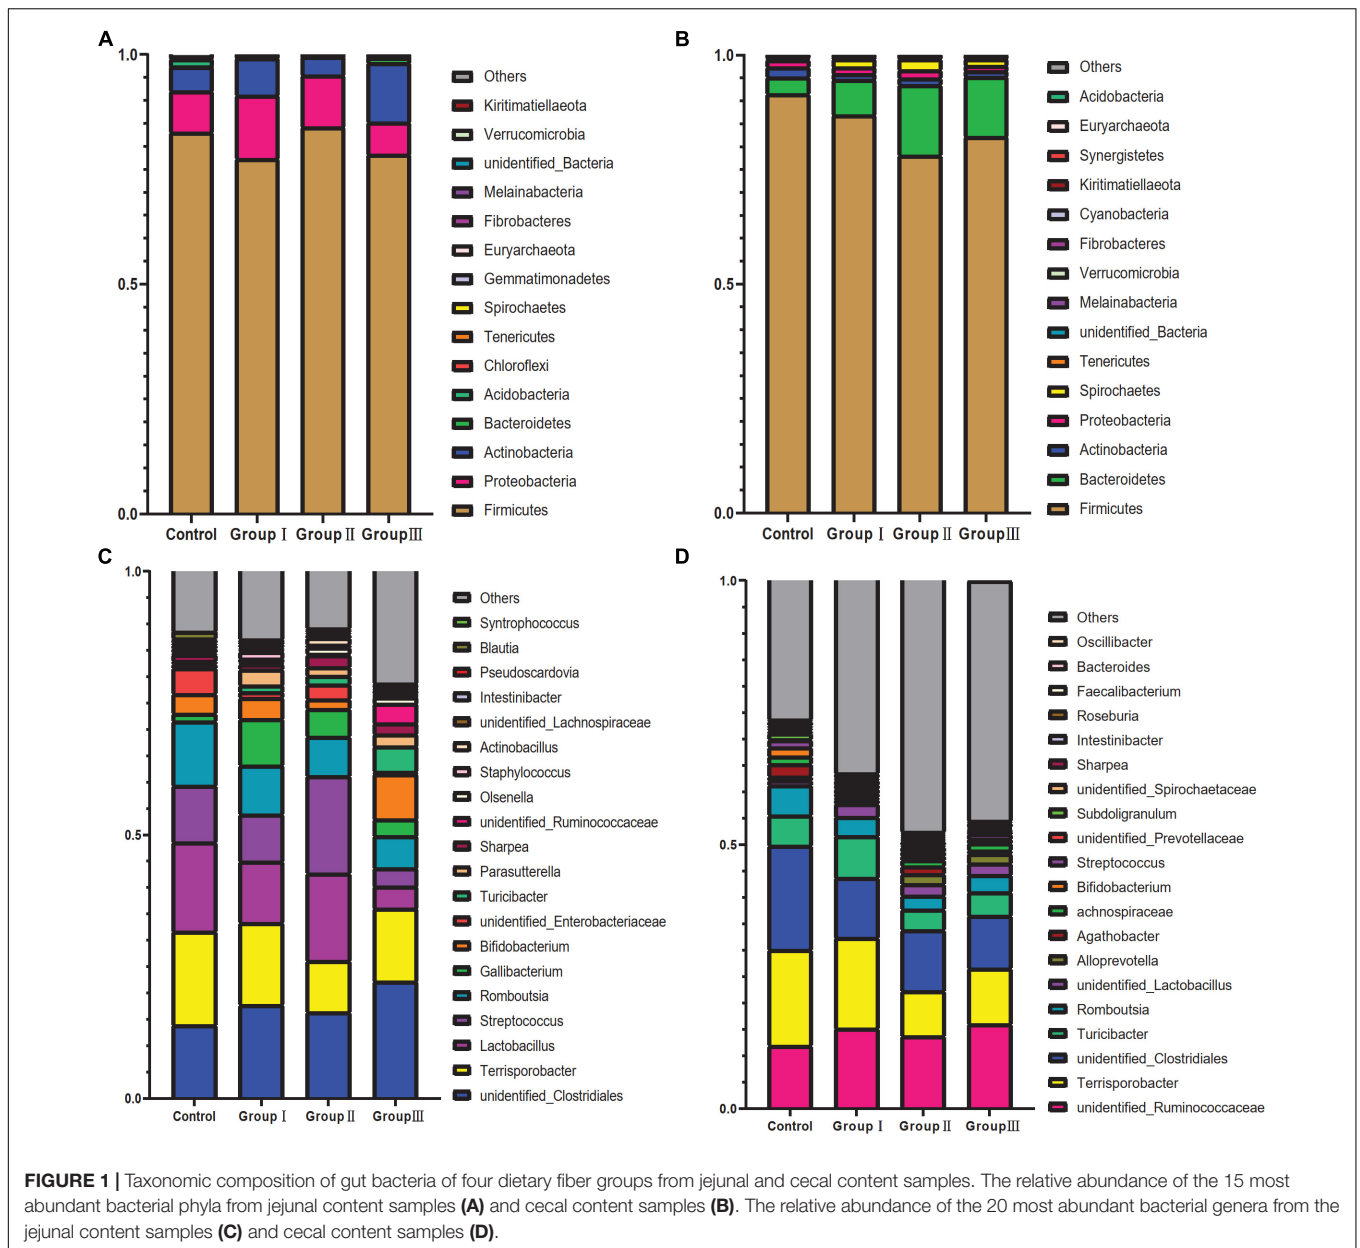 A
1.0
0.5
0.0
Control
Group Ⅰ
Group Ⅱ
GroupⅢ
Others
Kiritimatiellaeota
Verrucomicrobia
unidentified_Bacteria
Melainabacteria
Fibrobacteres
Euryarchaeota
Gemmatimonadetes
Spirochaetes
Tenericutes
Chloroflexi
Acidobacteria
Bacteroidetes
Actinobacteria
Proteobacteria
Firmicutes
B
1.0
0.5
0.0
Control
Group Ⅰ
Group Ⅱ
GroupⅢ
Others
Acidobacteria
Euryarchaeota
Synergistetes
Kiritimatiellaeota
Cyanobacteria
Fibrobacteres
Verrucomicrobia
Melainabacteria
unidentified_Bacteria
Tenericutes
Spirochaetes
Proteobacteria
Actinobacteria
Bacteroidetes
Firmicutes
C
1.0
0.5
0.0
Control
Group Ⅰ
Group Ⅱ
GroupⅢ
Others
Syntrophococcus
Blautia
Pseudoscardovia
Intestinibacter
unidentified_Lachnospiraceae
Actinobacillus
Staphylococcus
Olsenella
unidentified_Ruminococcaceae
Sharpea
Parasutterella
Turicibacter
unidentified_Enterobacteriaceae
Bifidobacterium
Gallibacterium
Romboutsia
Streptococcus
Lactobacillus
Terrisporobacter
unidentified_Clostridiales
D
1.0
0.5
0.0
Control
Group Ⅰ
Group Ⅱ
GroupⅢ
Others
Oscillibacter
Bacteroides
Faecalibacterium
Roseburia
Intestinibacter
Sharpea
unidentified_Spirochaetaceae
Subdoligranulum
unidentified_Prevotellaceae
Streptococcus
Bifidobacterium
achnospiraceae
Agathobacter
Alloprevotella
unidentified_Lactobacillus
Romboutsia
Turicibacter
unidentified_Clostridiales
Terrisporobacter
unidentified_Ruminococcaceae
FIGURE 1 | Taxonomic composition of gut bacteria of four dietary fiber groups from jejunal and cecal content samples. The relative abundance of the 15 most
abundant bacterial phyla from jejunal content samples (A) and cecal content samples (B). The relative abundance of the 20 most abundant bacterial genera from the
jejunal content samples (C) and cecal content samples (D).